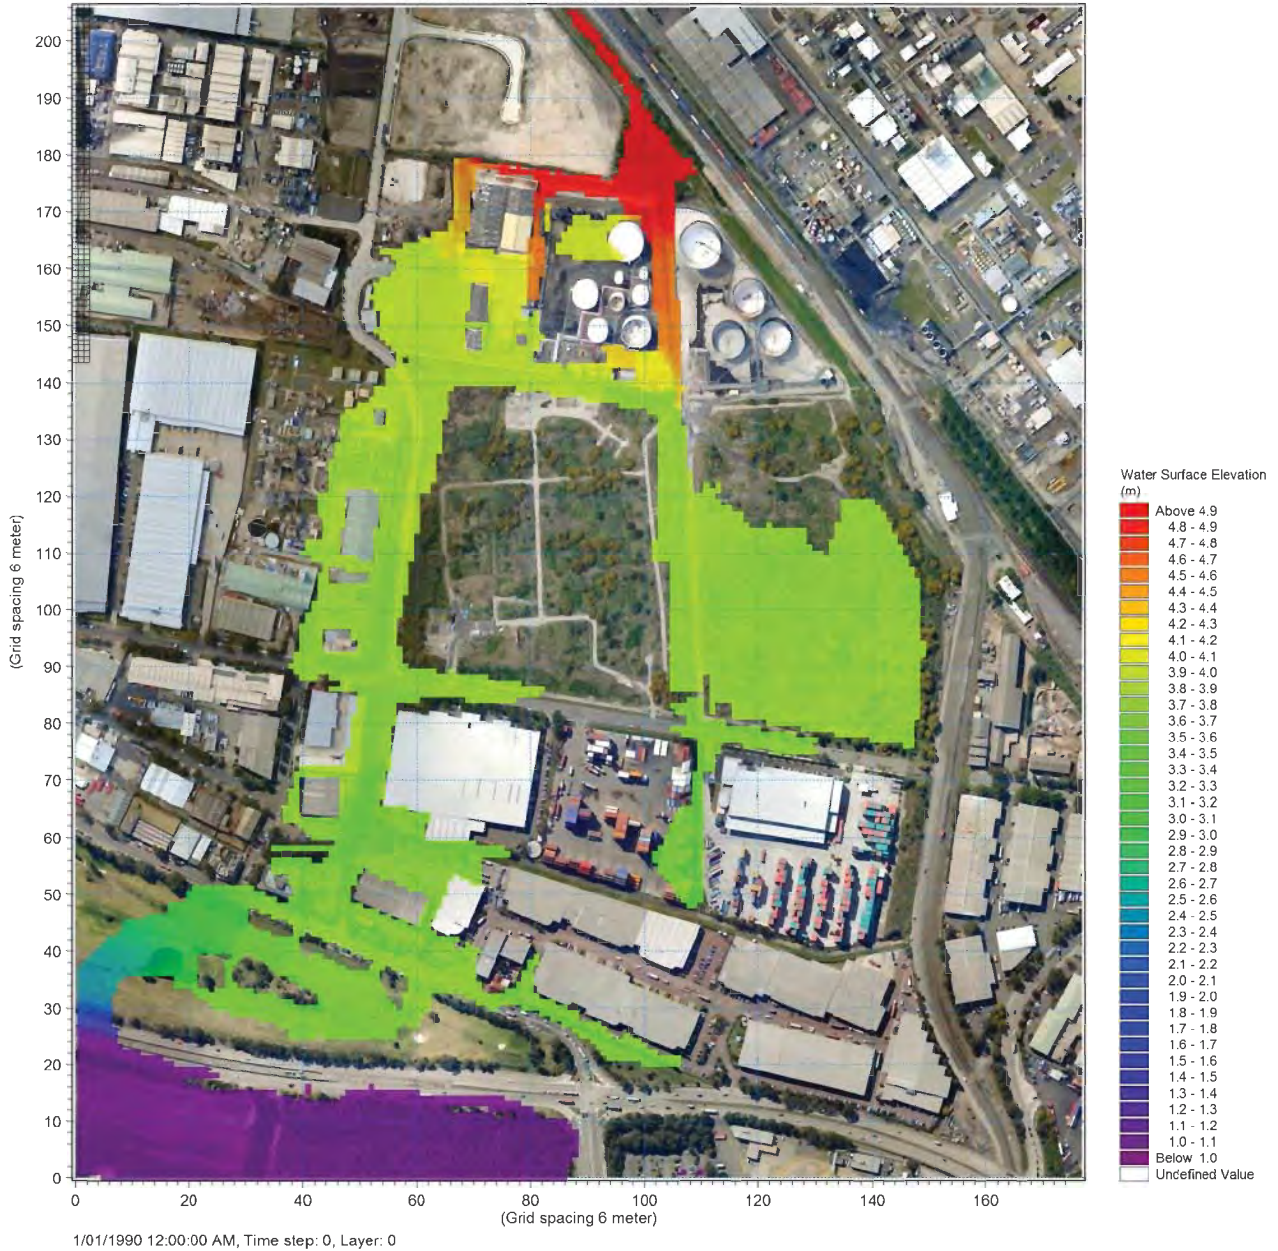 200
190
180
170
160
150
140
130
120
110
100
90
80
70
60
50
40
30
20
10
0
(Grid spacing 6 meter)
0 20 40 60 80 100 120 140 160
(Grid spacing 6 meter)
1/01/1990 12:00:00 AM, Time step: 0, Layer: 0
Water Surface Elevation
(m)
Above 4.9
4.8 - 4.9
4.7 - 4.8
4.6 - 4.7
4.5 - 4.6
4.4 - 4.5
4.3 - 4.4
4.2 - 4.3
4.1 - 4.2
4.0 - 4.1
3.9 - 4.0
3.8 - 3.9
3.7 - 3.8
3.6 - 3.7
3.5 - 3.6
3.4 - 3.5
3.3 - 3.4
3.2 - 3.3
3.1 - 3.2
3.0 - 3.1
2.9 - 3.0
2.8 - 2.9
2.7 - 2.8
2.6 - 2.7
2.5 - 2.6
2.4 - 2.5
2.3 - 2.4
2.2 - 2.3
2.1 - 2.2
2.0 - 2.1
1.9 - 2.0
1.8 - 1.9
1.7 - 1.8
1.6 - 1.7
1.5 - 1.6
1.4 - 1.5
1.3 - 1.4
1.2 - 1.3
1.1 - 1.2
1.0 - 1.1
Below 1.0
Undefined Value